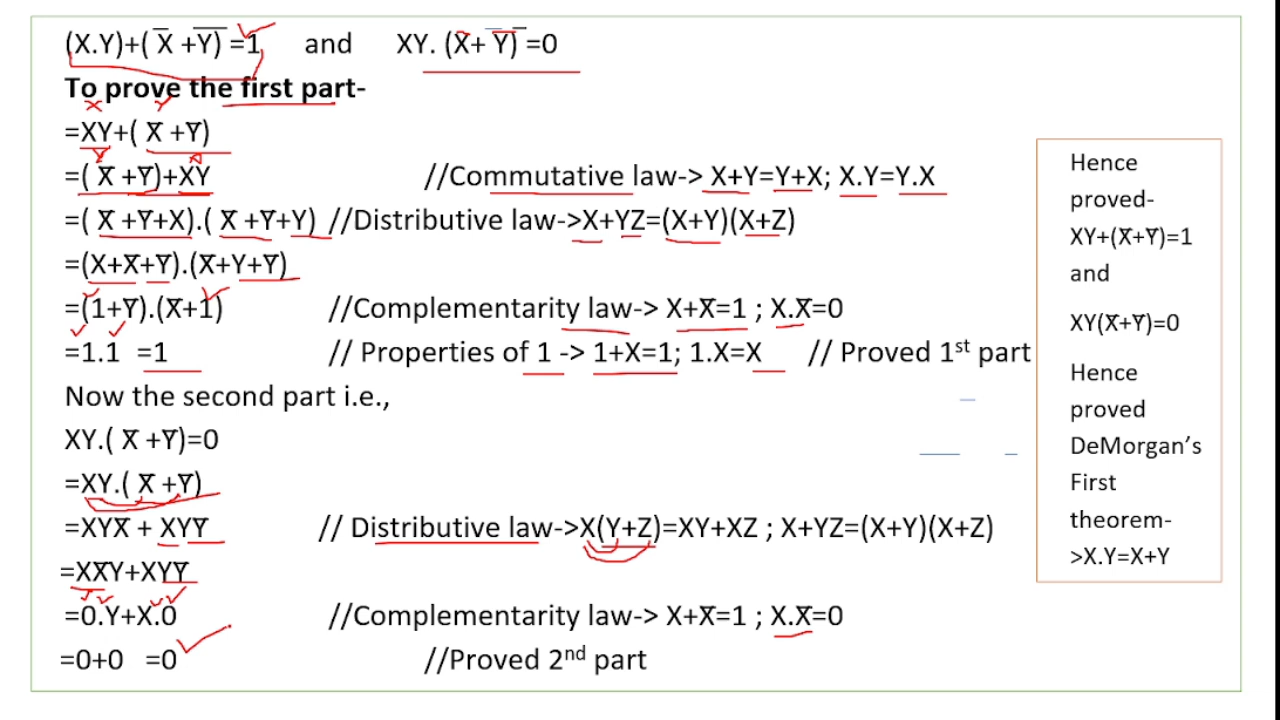 (X.Y)+( X̅ +Y̅) =1 and XY. (X̅+ Y̅) =0
To prove the first part-
=XY+( X̅ +Y̅)
=( X̅ +Y̅)+XY //Commutative law-> X+Y=Y+X; X.Y=Y.X
=( X̅ +Y̅+X).( X̅ +Y̅+Y) //Distributive law->X+YZ=(X+Y)(X+Z)
=(X+X̅+Y̅).(X̅+Y+Y̅)
=(1+Y̅).(X̅+1) //Complementarity law-> X+X̅=1 ; X.X̅=0
=1.1 =1 // Properties of 1 -> 1+X=1; 1.X=X // Proved 1st part
Now the second part i.e.,
XY.( X̅ +Y̅)=0
=XY.( X̅ +Y̅)
=XYX̅ + XYY̅ // Distributive law->X(Y+Z)=XY+XZ ; X+YZ=(X+Y)(X+Z)
=XX̅Y+XYY̅
=0.Y+X.0 //Complementarity law-> X+X̅=1 ; X.X̅=0
=0+0 =0 //Proved 2nd part
Hence
proved-
XY+(X̅+Y̅)=1
and
XY(X̅+Y̅)=0
Hence
proved
DeMorgan's
First
theorem-
>X.Y=X+Y